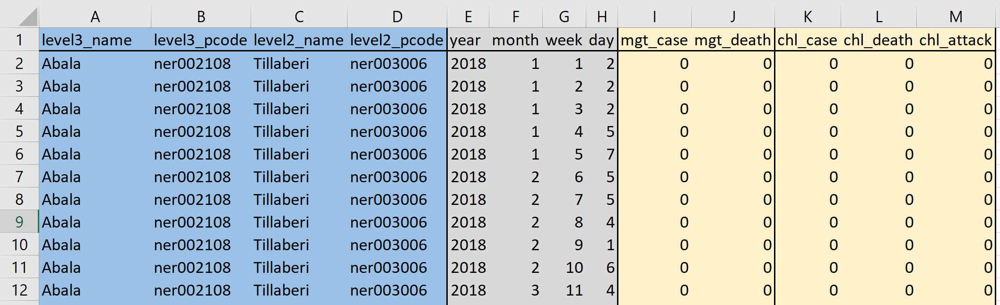 A B C D E F G H I J K L M
1 level3_name level3_pcode level2_name level2_pcode year month week day mgt_case mgt_death chl_case chl_death chl_attack
2 Abala ner002108 Tillaberi ner003006 2018 1 1 2 0 0 0 0 0
3 Abala ner002108 Tillaberi ner003006 2018 1 2 2 0 0 0 0 0
4 Abala ner002108 Tillaberi ner003006 2018 1 3 2 0 0 0 0 0
5 Abala ner002108 Tillaberi ner003006 2018 1 4 5 0 0 0 0 0
6 Abala ner002108 Tillaberi ner003006 2018 1 5 7 0 0 0 0 0
7 Abala ner002108 Tillaberi ner003006 2018 2 6 5 0 0 0 0 0
8 Abala ner002108 Tillaberi ner003006 2018 2 7 5 0 0 0 0 0
9 Abala ner002108 Tillaberi ner003006 2018 2 8 4 0 0 0 0 0
10 Abala ner002108 Tillaberi ner003006 2018 2 9 1 0 0 0 0 0
11 Abala ner002108 Tillaberi ner003006 2018 2 10 6 0 0 0 0 0
12 Abala ner002108 Tillaberi ner003006 2018 3 11 4 0 0 0 0 0